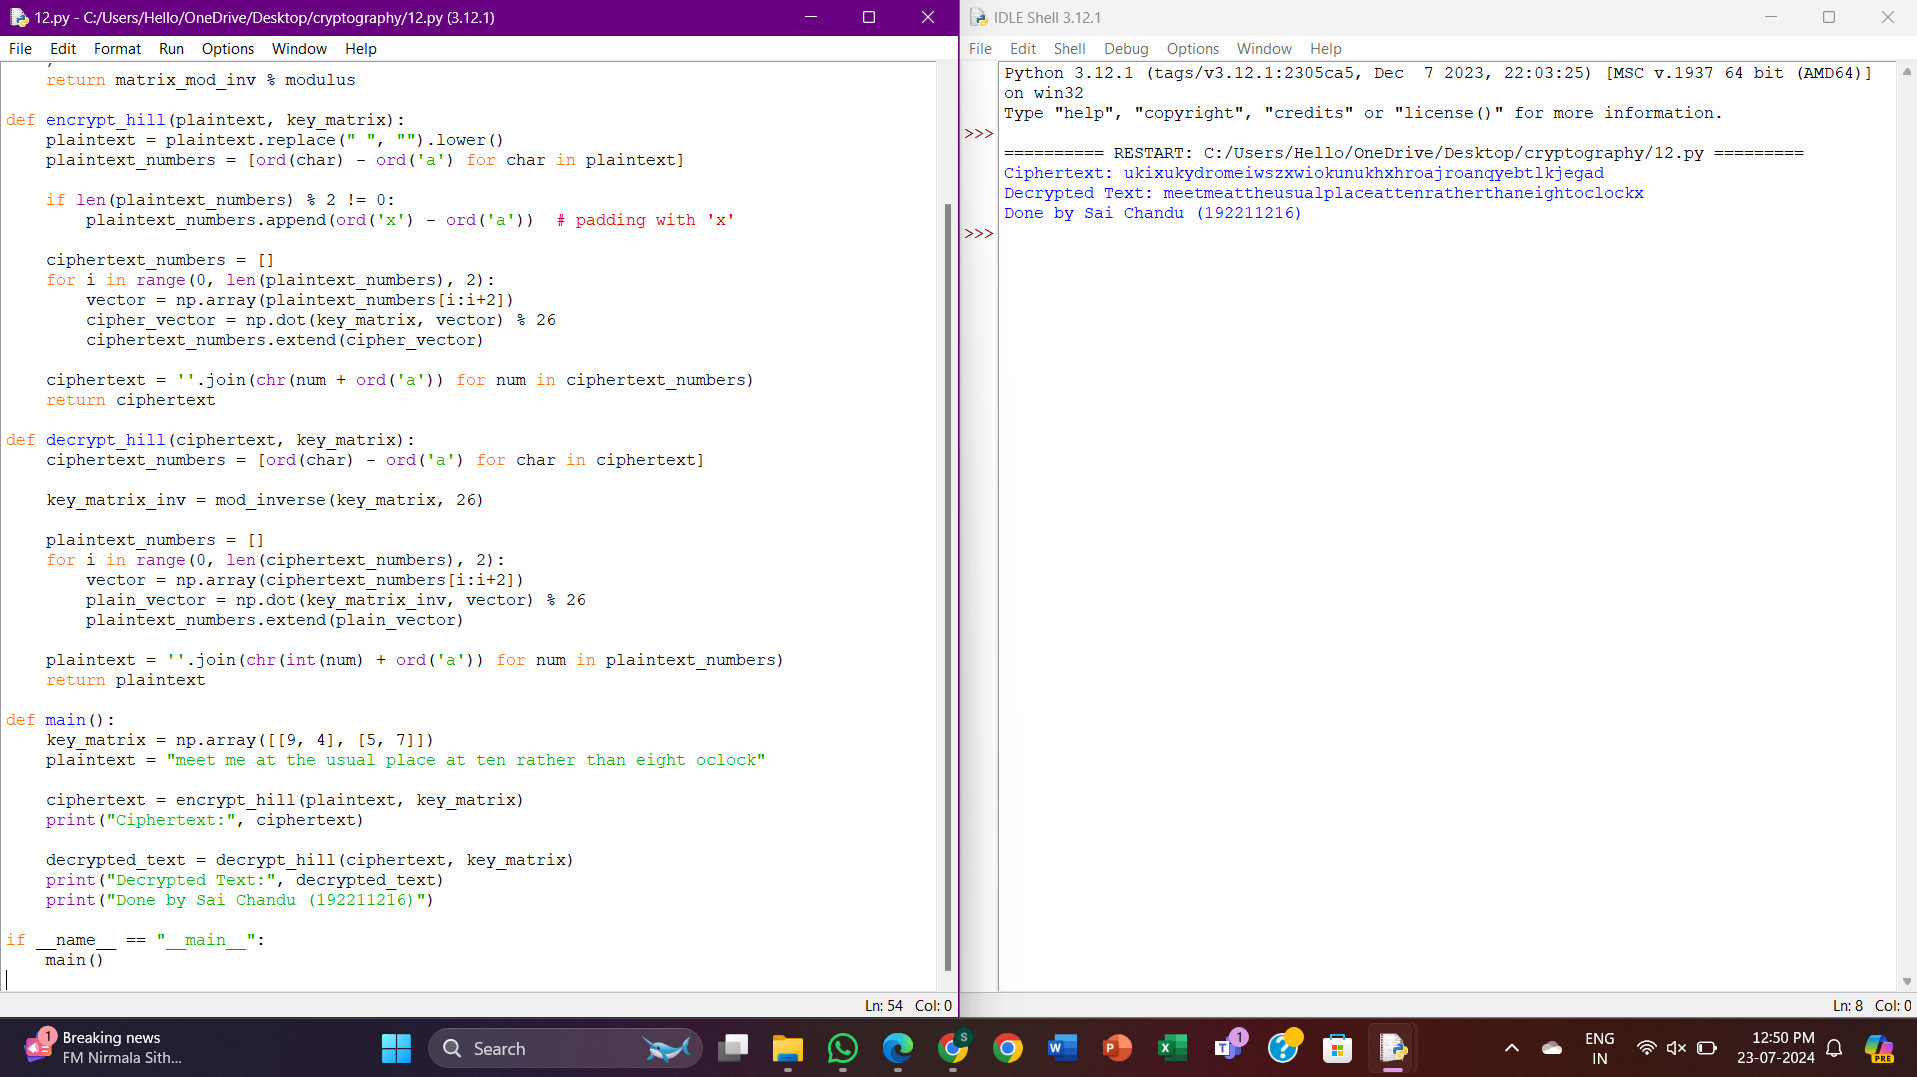 12.py - C:/Users/Hello/OneDrive/Desktop/cryptography/12.py (3.12.1)
File Edit Format Run Options Window Help
    return matrix_mod_inv % modulus

def encrypt_hill(plaintext, key_matrix):
    plaintext = plaintext.replace(" ", "").lower()
    plaintext_numbers = [ord(char) - ord('a') for char in plaintext]

    if len(plaintext_numbers) % 2 != 0:
        plaintext_numbers.append(ord('x') - ord('a'))  # padding with 'x'

    ciphertext_numbers = []
    for i in range(0, len(plaintext_numbers), 2):
        vector = np.array(plaintext_numbers[i:i+2])
        cipher_vector = np.dot(key_matrix, vector) % 26
        ciphertext_numbers.extend(cipher_vector)

    ciphertext = ''.join(chr(num + ord('a')) for num in ciphertext_numbers)
    return ciphertext

def decrypt_hill(ciphertext, key_matrix):
    ciphertext_numbers = [ord(char) - ord('a') for char in ciphertext]

    key_matrix_inv = mod_inverse(key_matrix, 26)

    plaintext_numbers = []
    for i in range(0, len(ciphertext_numbers), 2):
        vector = np.array(ciphertext_numbers[i:i+2])
        plain_vector = np.dot(key_matrix_inv, vector) % 26
        plaintext_numbers.extend(plain_vector)

    plaintext = ''.join(chr(int(num) + ord('a')) for num in plaintext_numbers)
    return plaintext

def main():
    key_matrix = np.array([[9, 4], [5, 7]])
    plaintext = "meet me at the usual place at ten rather than eight oclock"

    ciphertext = encrypt_hill(plaintext, key_matrix)
    print("Ciphertext:", ciphertext)

    decrypted_text = decrypt_hill(ciphertext, key_matrix)
    print("Decrypted Text:", decrypted_text)
    print("Done by Sai Chandu (192211216)")

if __name__ == "__main__":
    main()
Ln: 54 Col: 0
IDLE Shell 3.12.1
File Edit Shell Debug Options Window Help
Python 3.12.1 (tags/v3.12.1:2305ca5, Dec  7 2023, 22:03:25) [MSC v.1937 64 bit (AMD64)]
on win32
Type "help", "copyright", "credits" or "license()" for more information.
>>>
========== RESTART: C:/Users/Hello/OneDrive/Desktop/cryptography/12.py =========
Ciphertext: ukixukydromeiwszxwiokunukhxhroajroanqyebtlkjegad
Decrypted Text: meetmeattheusualplaceattenratherthaneightoclockx
Done by Sai Chandu (192211216)
>>>
Ln: 8 Col: 0
1
Breaking news
FM Nirmala Sith...
Search
S
W
P
X
T
1
?
ENG
IN
12:50 PM
23-07-2024
PRE